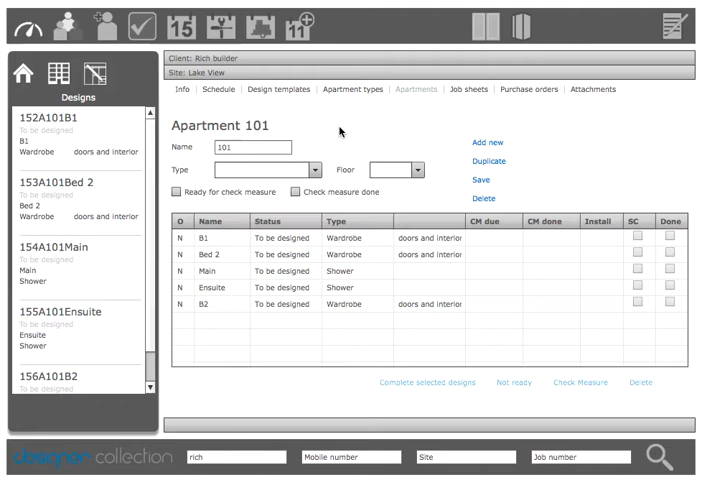 15
11
Client: Rich builder
Site: Lake View
Info | Schedule | Design templates | Apartment types | Apartments | Job sheets | Purchase orders | Attachments
Designs
152A101B1
To be designed
B1
Wardrobe doors and interior
153A101Bed 2
To be designed
Bed 2
Wardrobe doors and interior
154A101Main
To be designed
Main
Shower
155A101Ensuite
To be designed
Ensuite
Shower
156A101B2
To be designed
Apartment 101
Name 101
Type Floor
Ready for check measure Check measure done
Add new
Duplicate
Save
Delete
O Name Status Type CM due CM done Install SC Done
N B1 To be designed Wardrobe doors and interior
N Bed 2 To be designed Wardrobe doors and interior
N Main To be designed Shower
N Ensuite To be designed Shower
N B2 To be designed Wardrobe doors and interior
Complete selected designs Not ready Check Measure Delete
designer collection rich Mobile number Site Job number